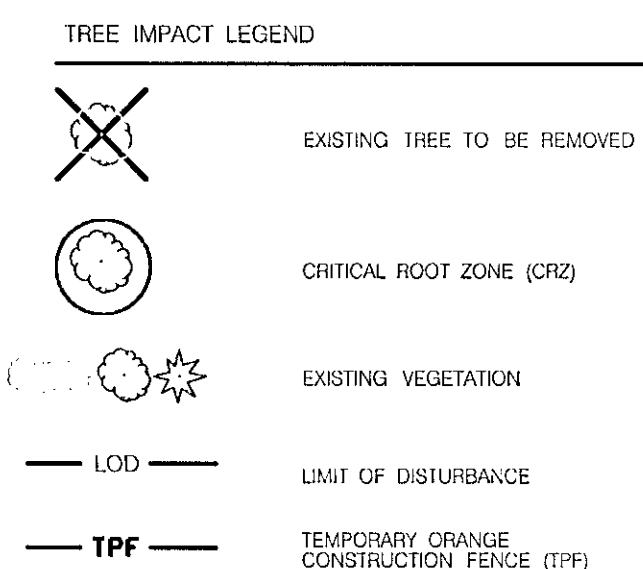 TREE IMPACT LEGEND
EXISTING TREE TO BE REMOVED
CRITICAL ROOT ZONE (CRZ)
EXISTING VEGETATION
LOD LIMIT OF DISTURBANCE
TPF TEMPORARY ORANGE
CONSTRUCTION FENCE (TPF)